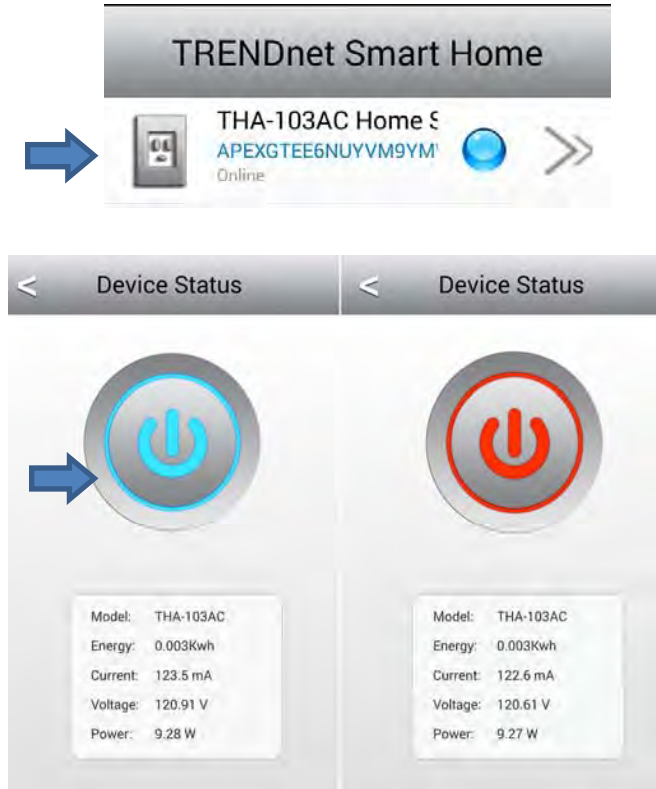 TRENDnet Smart Home
THA-103AC Home S
APEXGTEE6NUYVM9YM
Online
< Device Status
Model: THA-103AC
Energy: 0.003Kwh
Current: 123.5 mA
Voltage: 120.91 V
Power: 9.28 W
< Device Status
Model: THA-103AC
Energy: 0.003Kwh
Current: 122.6 mA
Voltage: 120.61 V
Power: 9.27 W